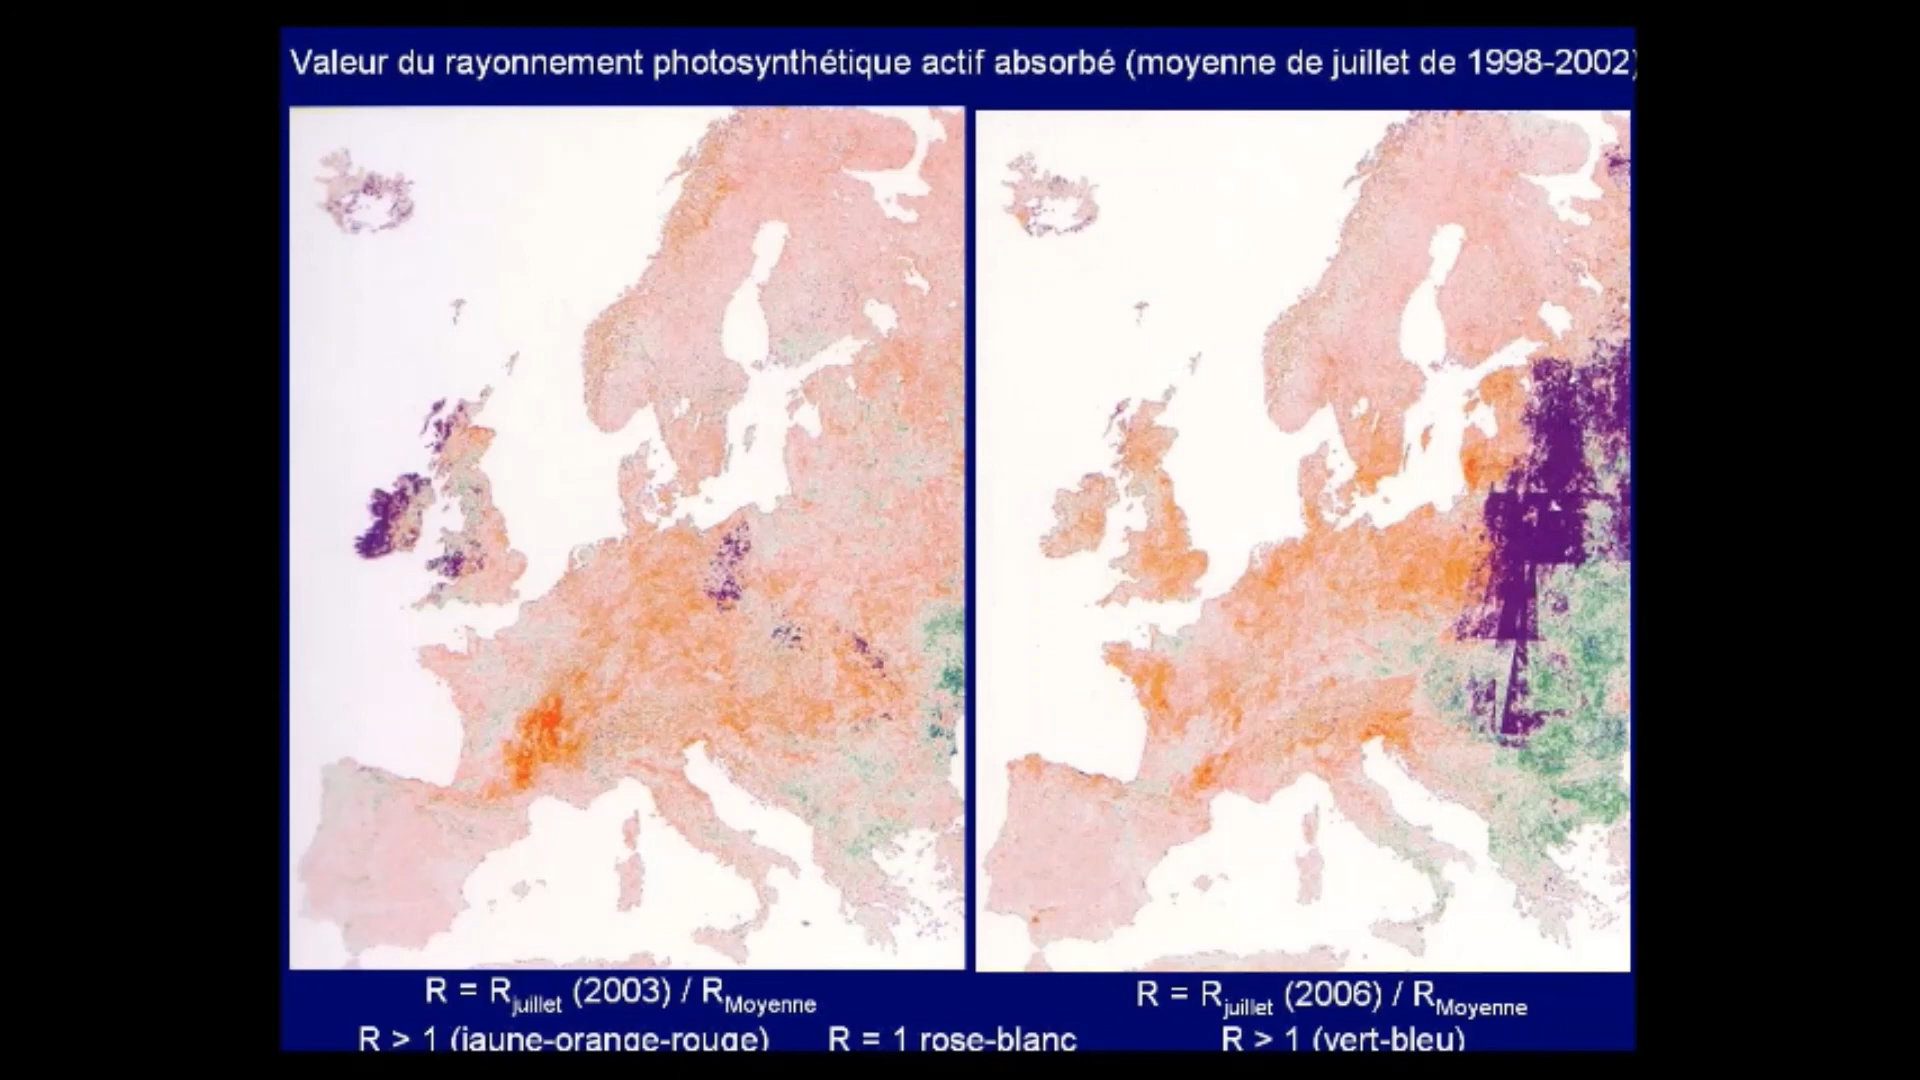 Valeur du rayonnement photosynthétique actif absorbé (moyenne de juillet de 1998-2002)
R = Rjuillet (2003) / RMoyenne
R = Rjuillet (2006) / RMoyenne
R > 1 (jaune-orange-rouge) R = 1 rose-blanc R > 1 (vert-bleu)